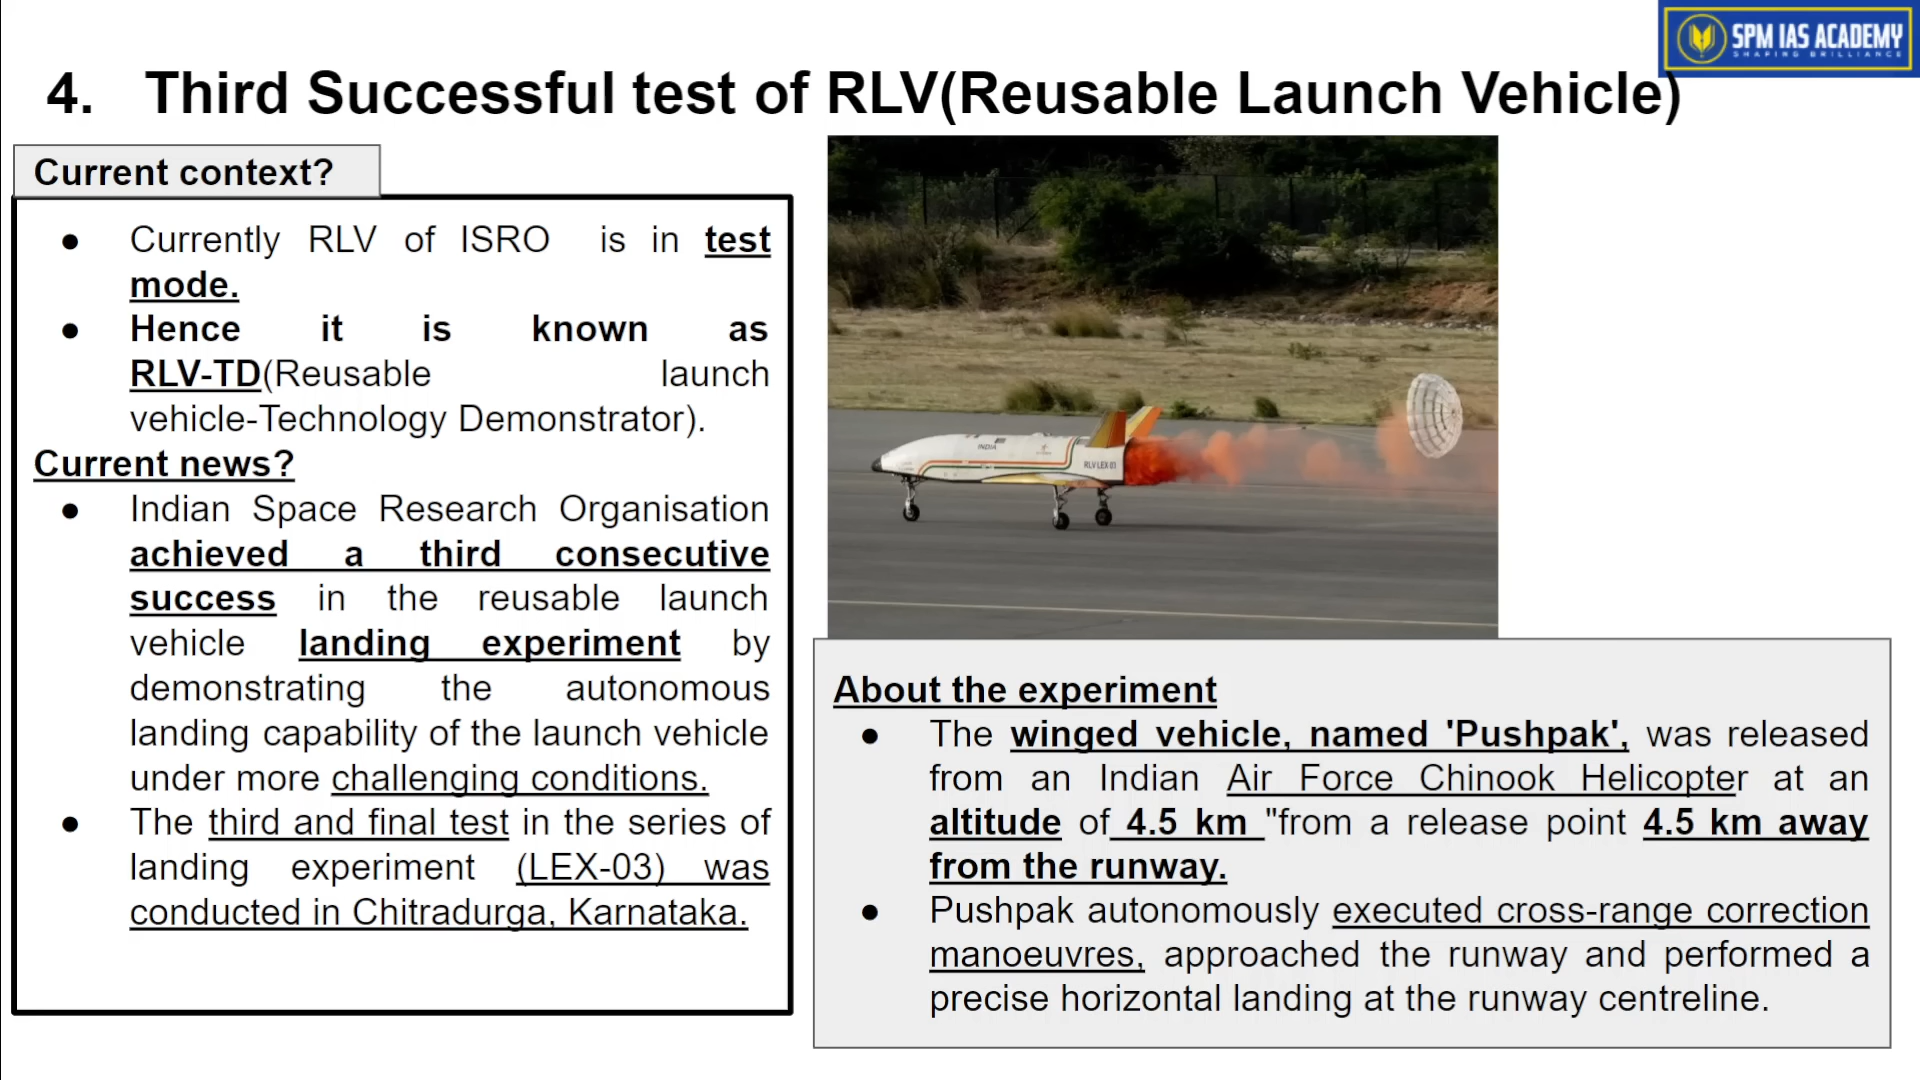 SPM IAS ACADEMY
SHAPING BRILLIANCE
4. Third Successful test of RLV(Reusable Launch Vehicle)
Current context?
● Currently RLV of ISRO is in test
mode.
● Hence it is known as
RLV-TD(Reusable launch
vehicle-Technology Demonstrator).
Current news?
● Indian Space Research Organisation
achieved a third consecutive
success in the reusable launch
vehicle landing experiment by
demonstrating the autonomous
landing capability of the launch vehicle
under more challenging conditions.
● The third and final test in the series of
landing experiment (LEX-03) was
conducted in Chitradurga, Karnataka.
INDIA
RLV LEX 03
About the experiment
● The winged vehicle, named 'Pushpak', was released
from an Indian Air Force Chinook Helicopter at an
altitude of 4.5 km "from a release point 4.5 km away
from the runway.
● Pushpak autonomously executed cross-range correction
manoeuvres, approached the runway and performed a
precise horizontal landing at the runway centreline.